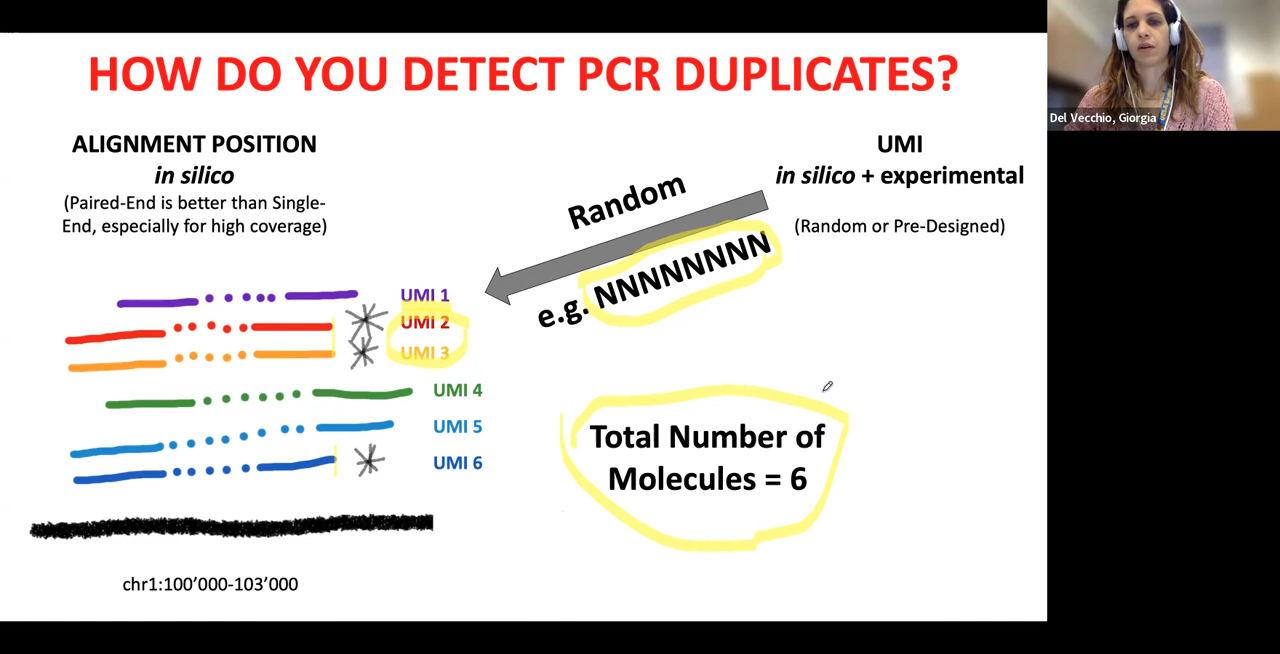 HOW DO YOU DETECT PCR DUPLICATES?
Del Vecchio, Giorgia
ALIGNMENT POSITION
in silico
(Paired-End is better than Single-
End, especially for high coverage)
Random
e.g. NNNNNNNN
UMI
in silico + experimental
(Random or Pre-Designed)
UMI 1
UMI 2
UMI 3
UMI 4
UMI 5
UMI 6
Total Number of
Molecules = 6
chr1:100’000-103’000